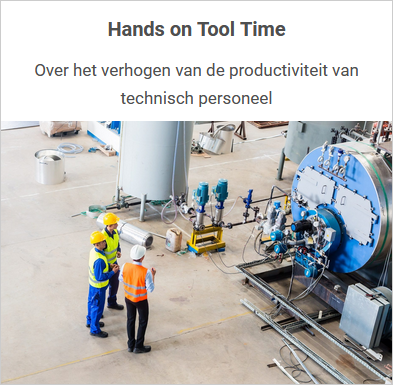 Hands on Tool Time
Over het verhogen van de productiviteit van
technisch personeel